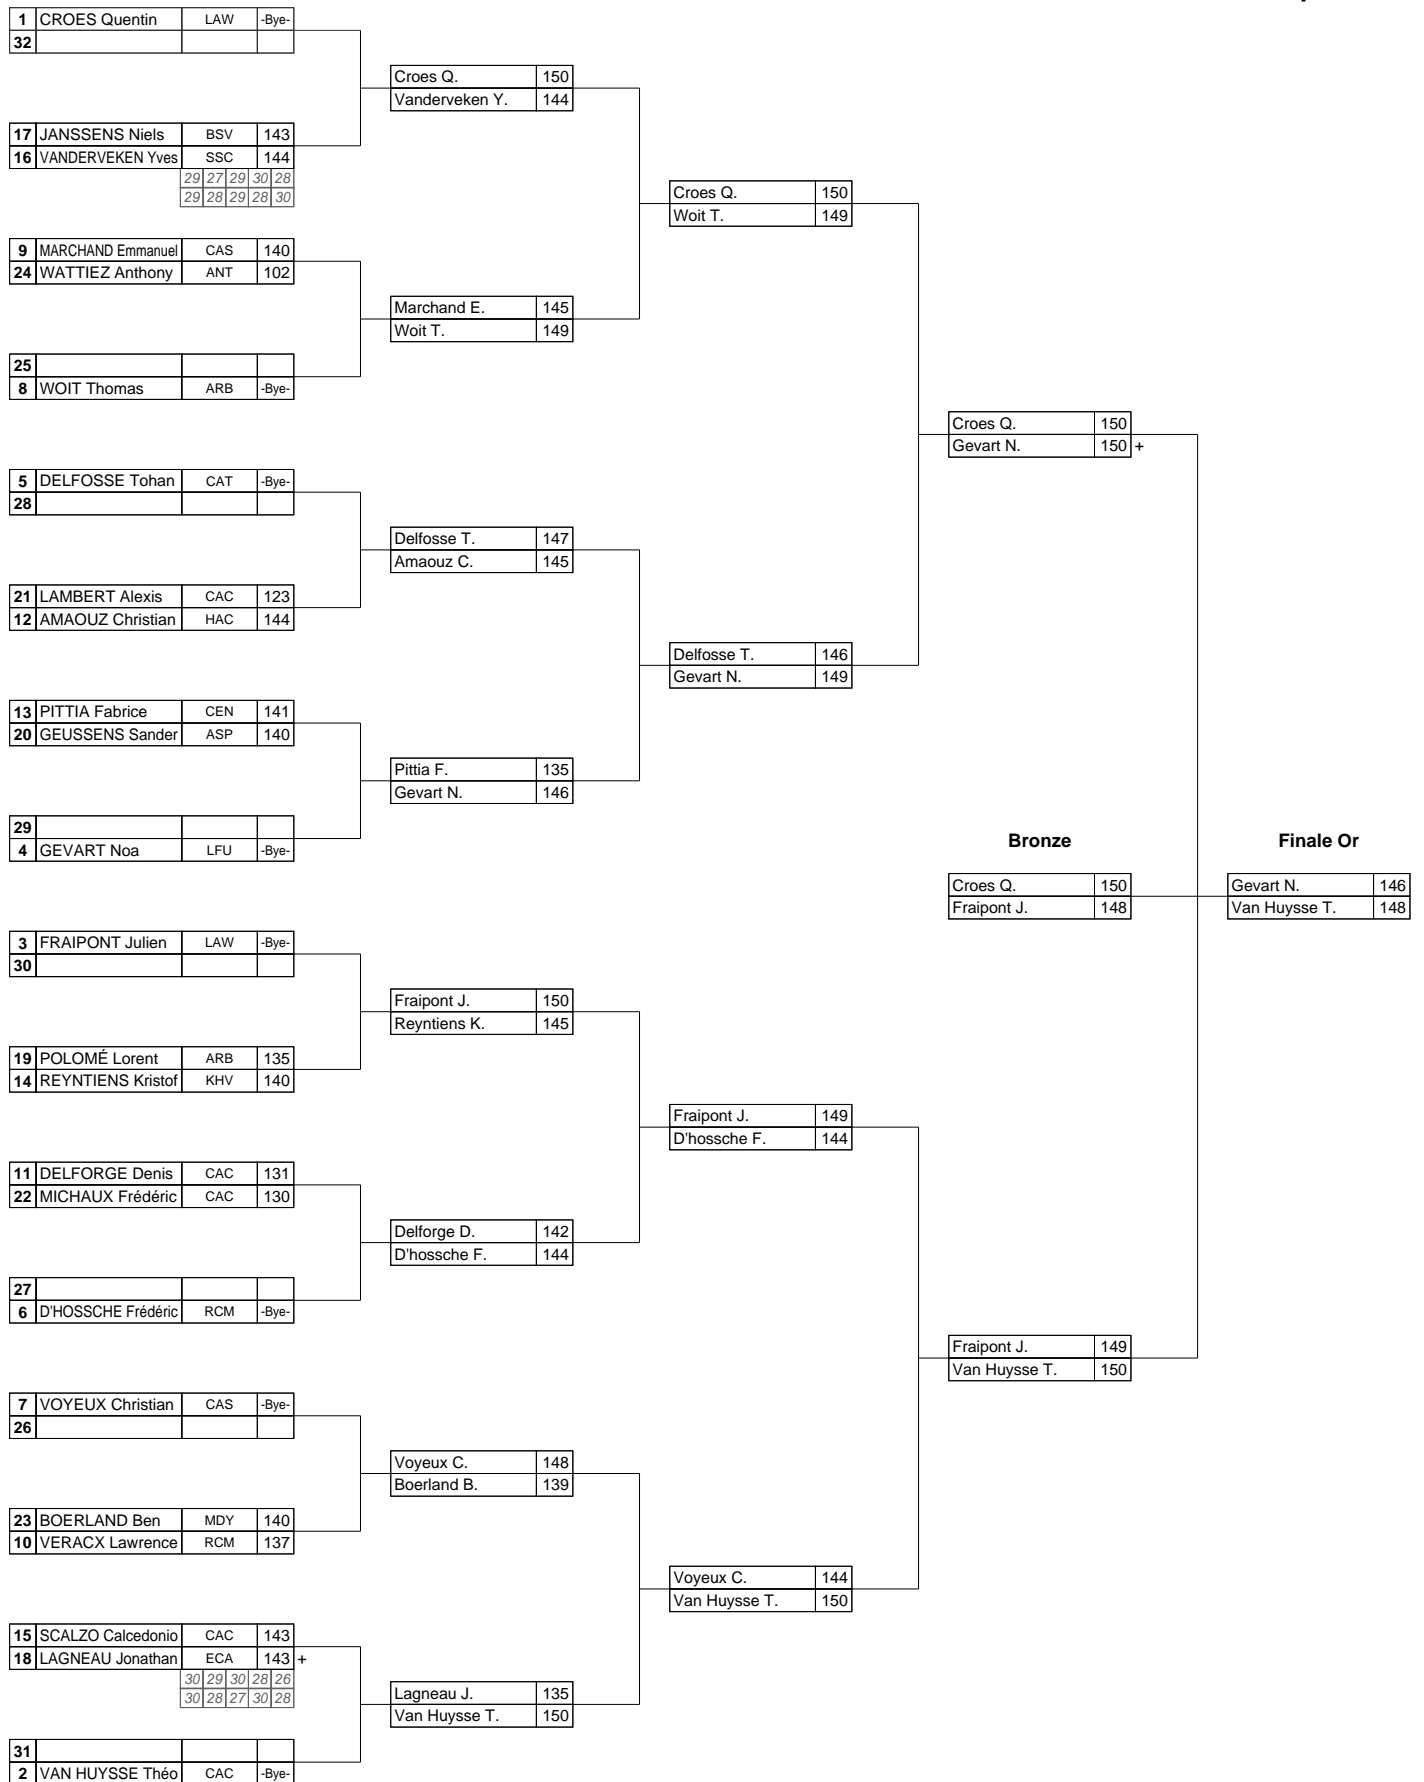 1 CROES Quentin LAW -Bye-
32
Croes Q. 150
Vanderveken Y. 144
17 JANSSENS Niels BSV 143
16 VANDERVEKEN Yves SSC 144
29 27 29 30 28
29 28 29 28 30
Croes Q. 150
Woit T. 149
9 MARCHAND Emmanuel CAS 140
24 WATTIEZ Anthony ANT 102
Marchand E. 145
Woit T. 149
25
8 WOIT Thomas ARB -Bye-
Croes Q. 150
Gevart N. 150 +
5 DELFOSSE Tohan CAT -Bye-
28
Delfosse T. 147
Amaouz C. 145
21 LAMBERT Alexis CAC 123
12 AMAOUZ Christian HAC 144
Delfosse T. 146
Gevart N. 149
13 PITTIA Fabrice CEN 141
20 GEUSSENS Sander ASP 140
Pittia F. 135
Gevart N. 146
29
4 GEVART Noa LFU -Bye-
Bronze Finale Or
Croes Q. 150 Gevart N. 146
Fraipont J. 148 Van Huysse T. 148
3 FRAIPONT Julien LAW -Bye-
30
Fraipont J. 150
Reyntiens K. 145
19 POLOMÉ Lorent ARB 135
14 REYNTIENS Kristof KHV 140
Fraipont J. 149
D'hossche F. 144
11 DELFORGE Denis CAC 131
22 MICHAUX Frédéric CAC 130
Delforge D. 142
D'hossche F. 144
27
6 D'HOSSCHE Frédéric RCM -Bye-
Fraipont J. 149
Van Huysse T. 150
7 VOYEUX Christian CAS -Bye-
26
Voyeux C. 148
Boerland B. 139
23 BOERLAND Ben MDY 140
10 VERACX Lawrence RCM 137
Voyeux C. 144
Van Huysse T. 150
15 SCALZO Calcedonio CAC 143
18 LAGNEAU Jonathan ECA 143 +
30 29 30 28 26
30 28 27 30 28
Lagneau J. 135
Van Huysse T. 150
31
2 VAN HUYSSE Théo CAC -Bye-